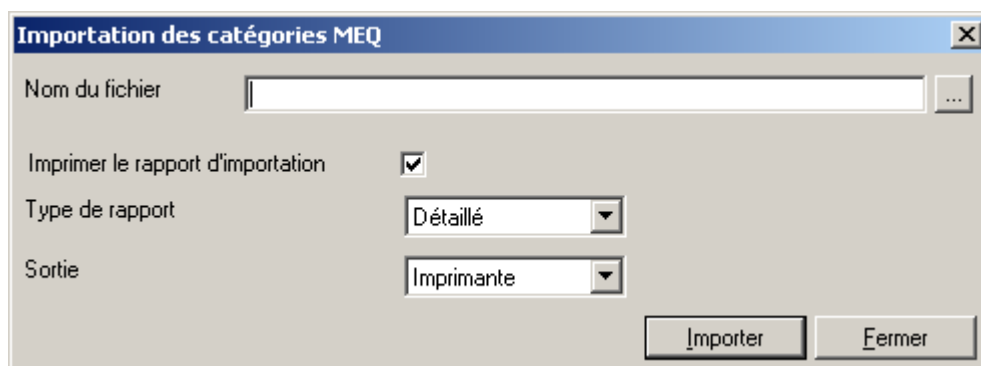 Importation des catégories MEQ
Nom du fichier
...
Imprimer le rapport d'importation
Type de rapport
Détaillé
Sortie
Imprimante
Importer
Fermer